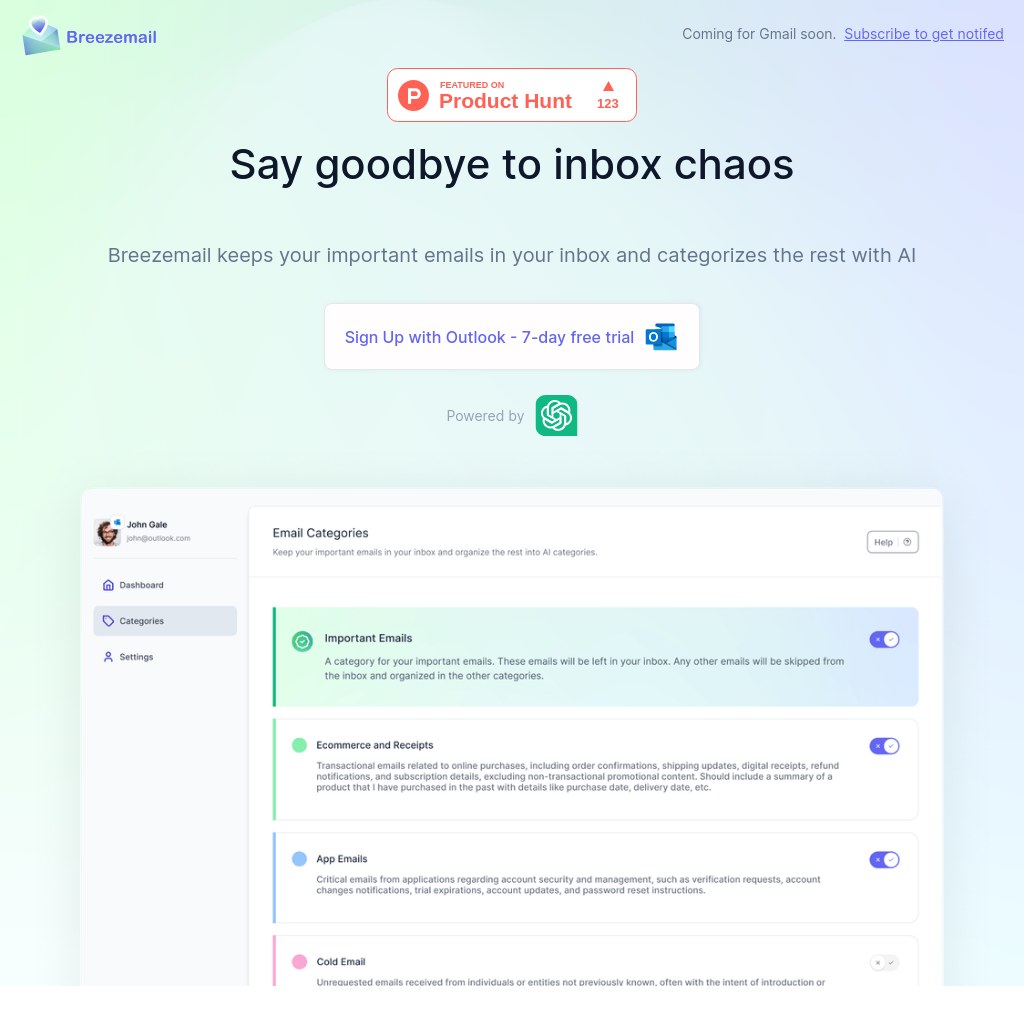 Breezemail
Coming for Gmail soon. Subscribe to get notifed
FEATURED ON
Product Hunt
123
Say goodbye to inbox chaos
Breezemail keeps your important emails in your inbox and categorizes the rest with AI
Sign Up with Outlook - 7-day free trial
Powered by
John Gale
john@outlook.com
Dashboard
Categories
Settings
Email Categories
Keep your important emails in your inbox and organize the rest into AI categories.
Help
Important Emails
A category for your important emails. These emails will be left in your inbox. Any other emails will be skipped from
the inbox and organized in the other categories.
Ecommerce and Receipts
Transactional emails related to online purchases, including order confirmations, shipping updates, digital receipts, refund
notifications, and subscription details, excluding non-transactional promotional content. Should include a summary of a
product that I have purchased in the past with details like purchase date, delivery date, etc.
App Emails
Critical emails from applications regarding account security and management, such as verification requests, account
changes notifications, trial expirations, account updates, and password reset instructions.
Cold Email
Unrequested emails received from individuals or entities not previously known, often with the intent of introduction or